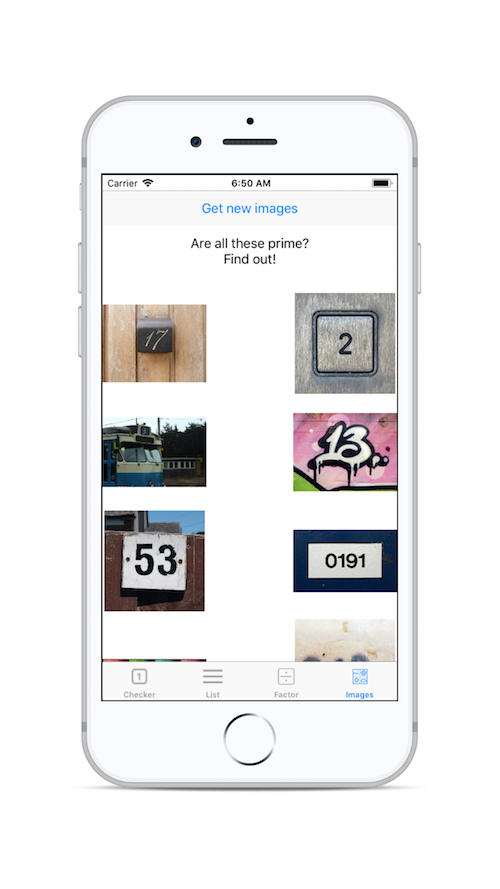 Carrier 6:50 AM
Get new images
Are all these prime?
Find out!
17
2
13
53
0191
1
Checker
List
Factor
Images